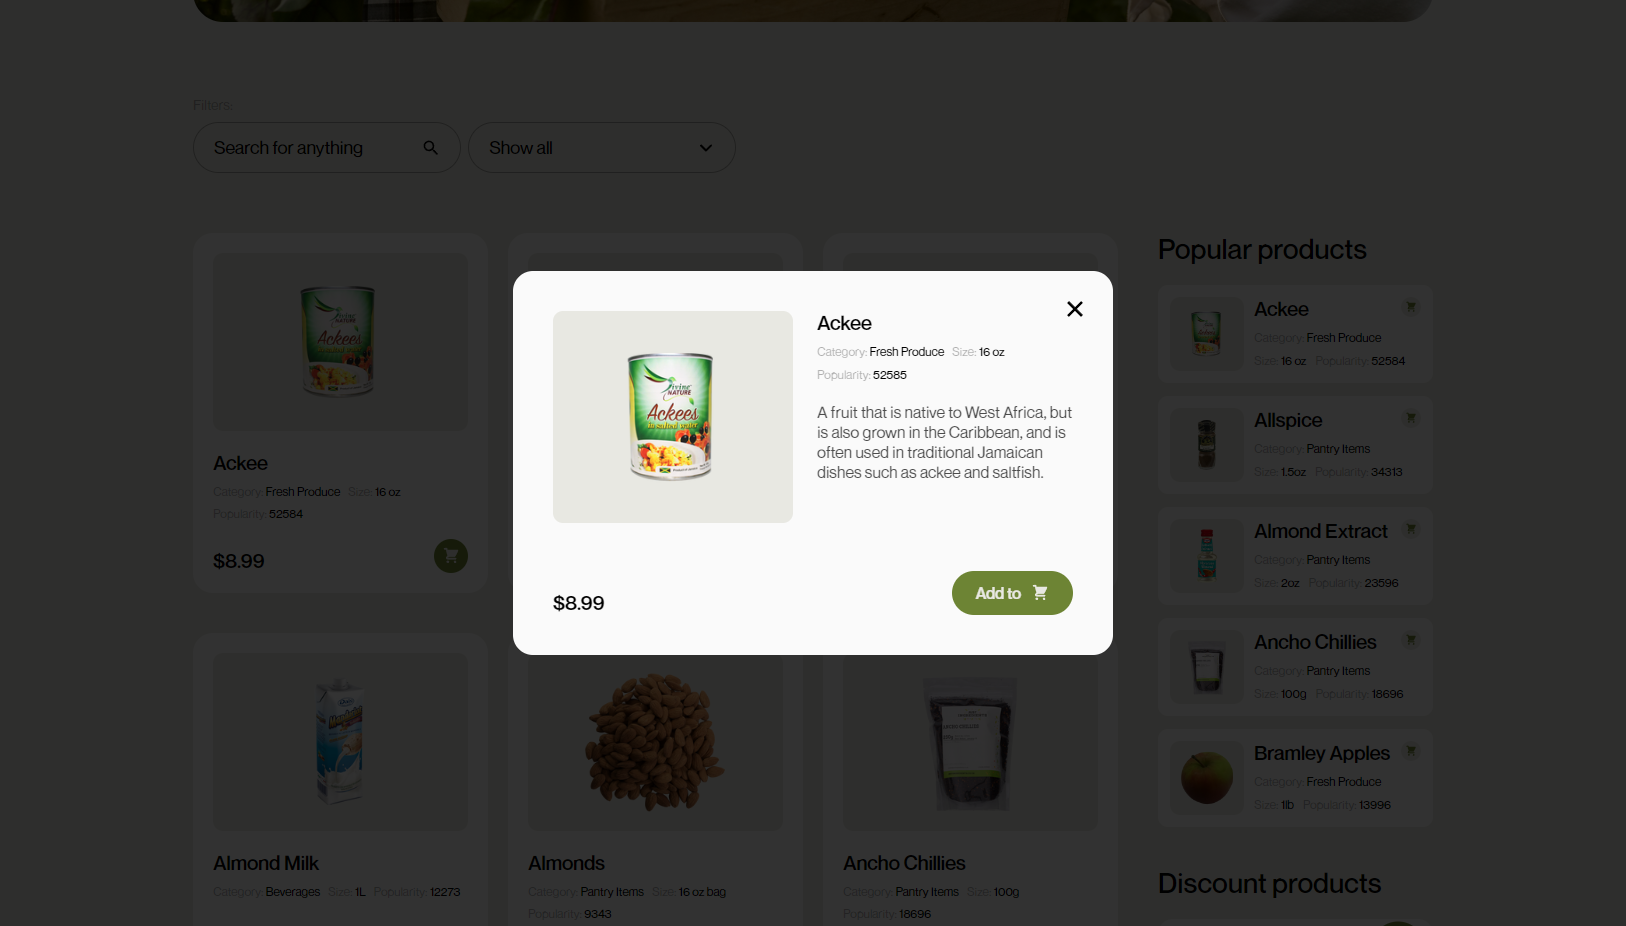 Filters:
Search for anything
Show all
Ackee
Category: Fresh Produce Size: 16 oz
Popularity: 52584
$8.99
Living
NATURE
Ackees
in salted water
Ackee
Category: Fresh Produce Size: 16 oz
Popularity: 52585
A fruit that is native to West Africa, but
is also grown in the Caribbean, and is
often used in traditional Jamaican
dishes such as ackee and saltfish.
$8.99
Add to
Almond Milk
Category: Beverages Size: 1L Popularity: 12273
Almonds
Category: Pantry Items Size: 16 oz bag
Popularity: 9343
Ancho Chillies
Category: Pantry Items Size: 100g
Popularity: 18696
Popular products
Ackee
Category: Fresh Produce
Size: 16 oz Popularity: 52584
Allspice
Category: Pantry Items
Size: 1.5oz Popularity: 34313
Almond Extract
Category: Pantry Items
Size: 2oz Popularity: 23596
Ancho Chillies
Category: Pantry Items
Size: 100g Popularity: 18696
Bramley Apples
Category: Fresh Produce
Size: 1lb Popularity: 13996
Discount products